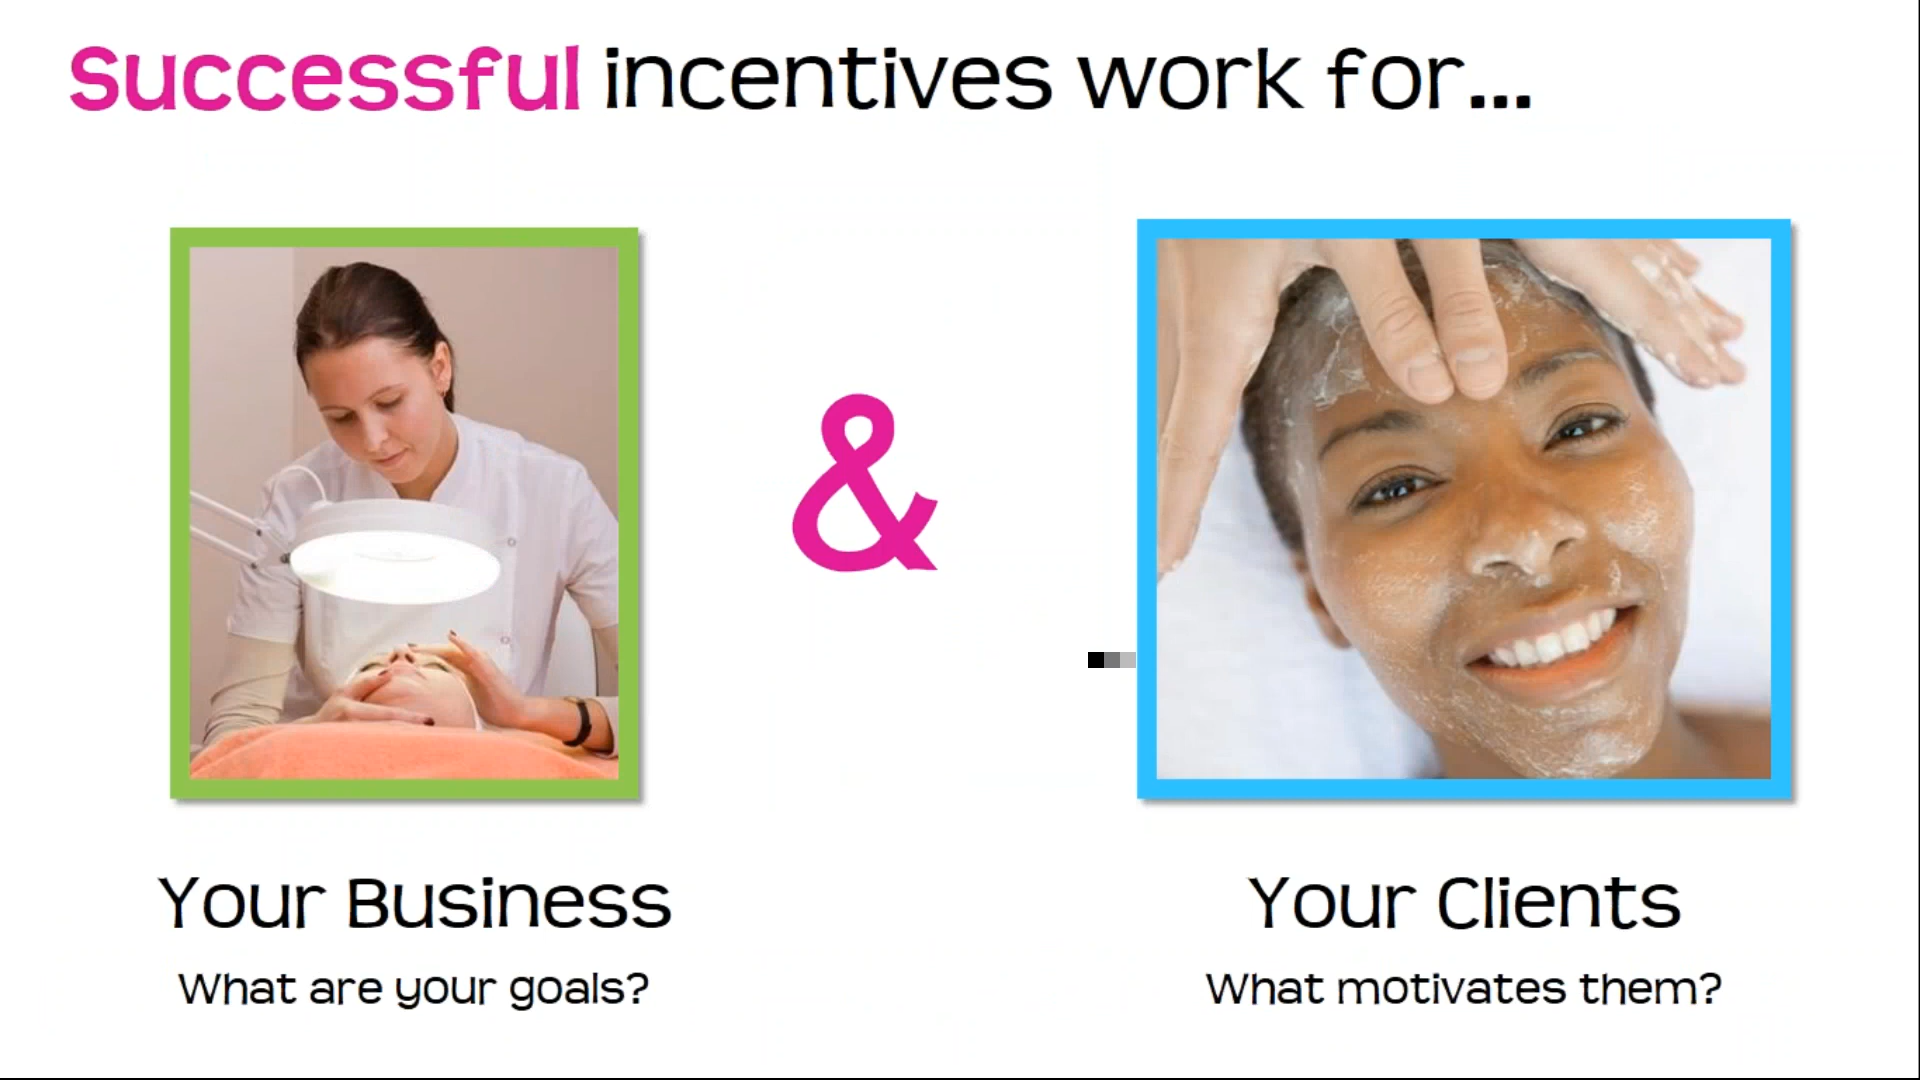 Successful incentives work for...
&
Your Business
What are your goals?
Your Clients
What motivates them?